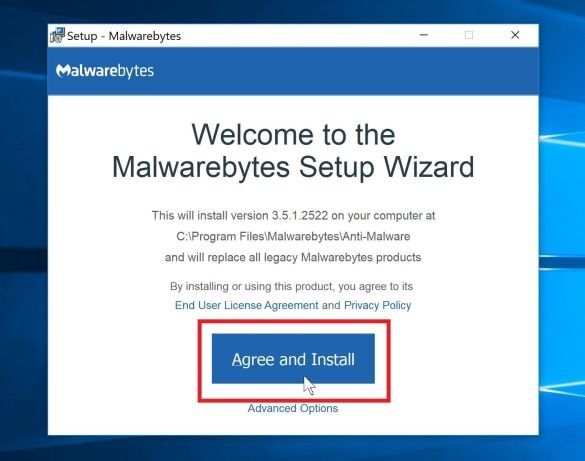 Setup - Malwarebytes
Malwarebytes
Welcome to the
Malwarebytes Setup Wizard
This will install version 3.5.1.2522 on your computer at
C:\Program Files\Malwarebytes\Anti-Malware
and will replace all legacy Malwarebytes products
By installing or using this product, you agree to its
End User License Agreement and Privacy Policy
Agree and Install
Advanced Options